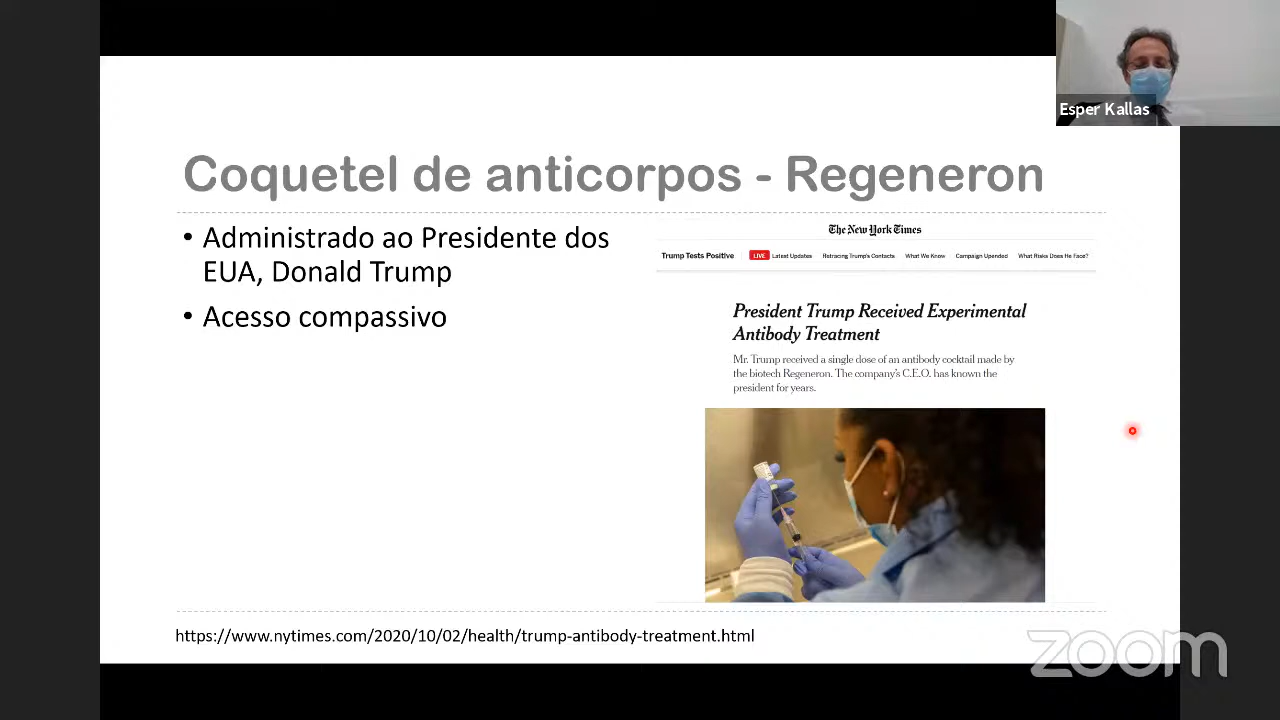 Esper Kallas
Coquetel de anticorpos - Regeneron
• Administrado ao Presidente dos
EUA, Donald Trump
• Acesso compassivo
The New York Times
Trump Tests Positive LIVE Latest Updates Retracing Trump's Contacts What We Know Campaign Upended What Risks Does He Face?
President Trump Received Experimental
Antibody Treatment
Mr. Trump received a single dose of an antibody cocktail made by
the biotech Regeneron. The company's C.E.O. has known the
president for years.
https://www.nytimes.com/2020/10/02/health/trump-antibody-treatment.html
zoom